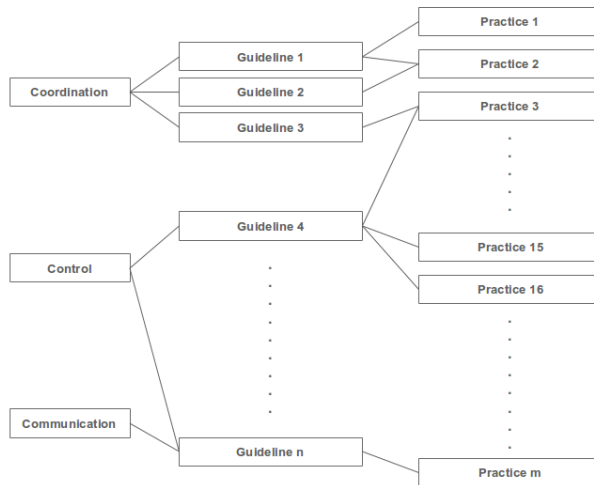 Practice 1
Guideline 1
Practice 2
Coordination
Guideline 2
Practice 3
Guideline 3
Guideline 4
Practice 15
Control
Practice 16
Communication
Guideline n
Practice m